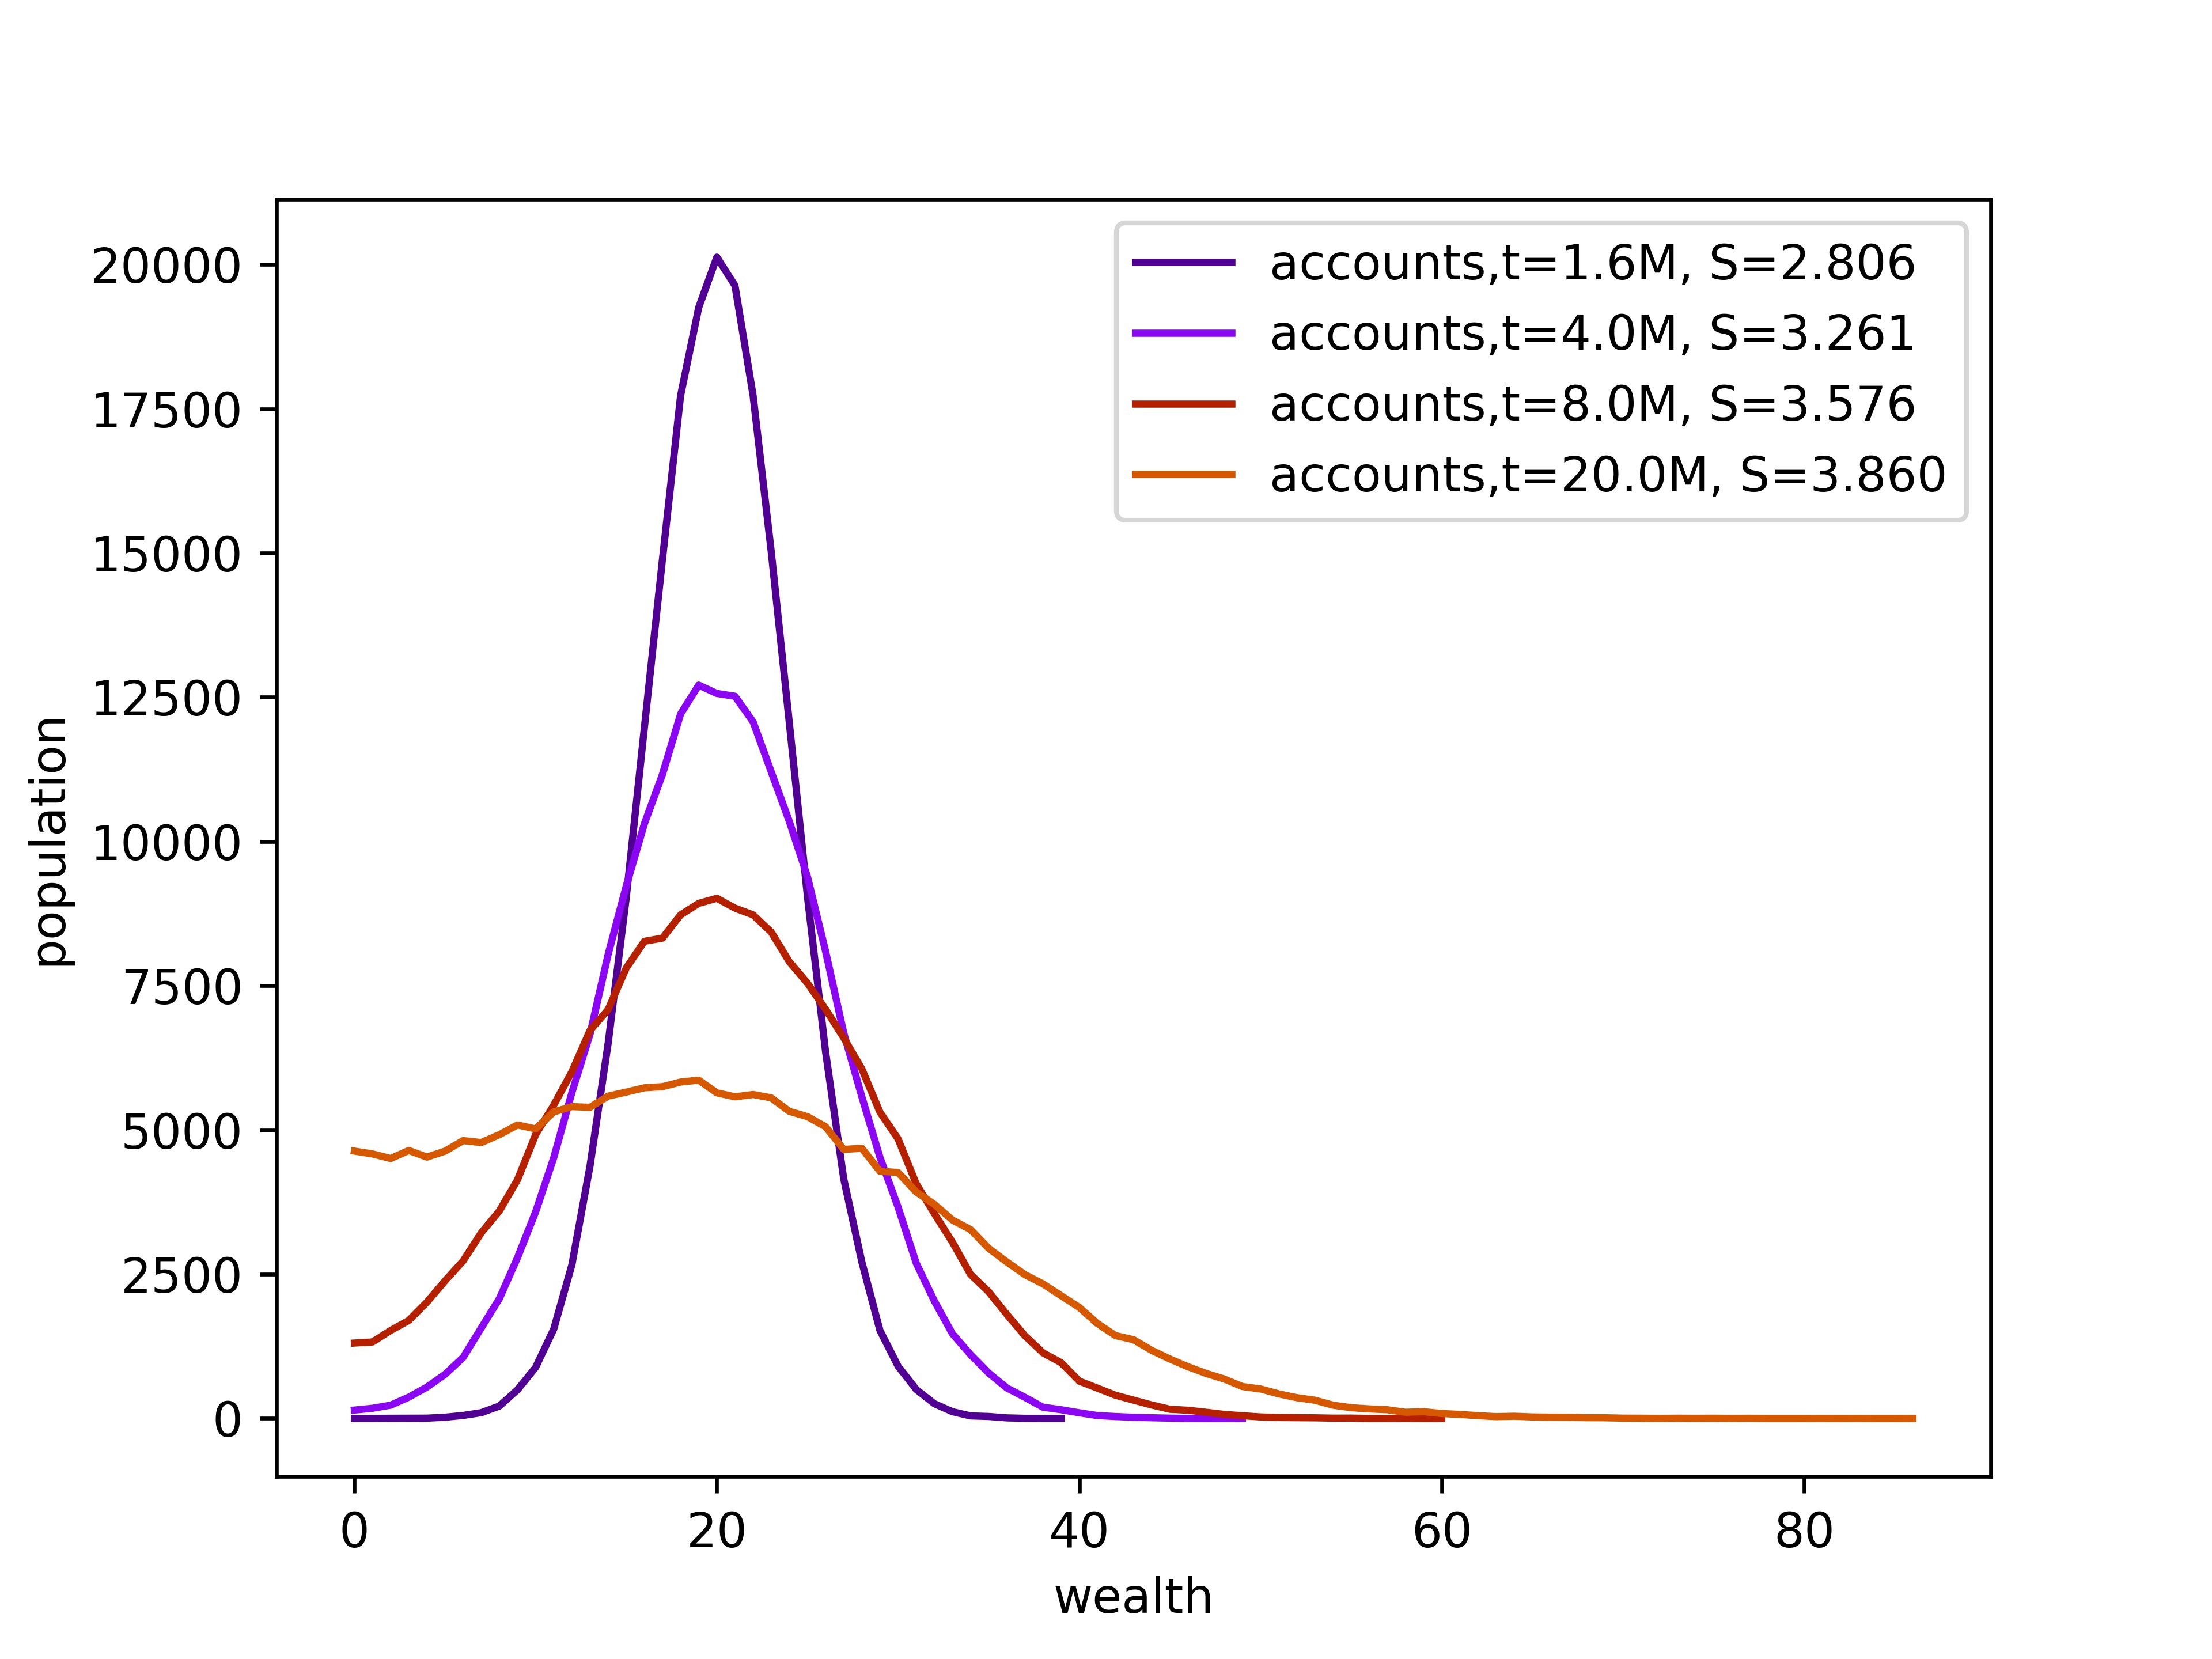 accounts,t=1.6M, S=2.806
accounts,t=4.0M, S=3.261
accounts,t=8.0M, S=3.576
accounts,t=20.0M, S=3.860
20000
17500
15000
12500
10000
7500
5000
2500
0
population
0 20 40 60 80
wealth